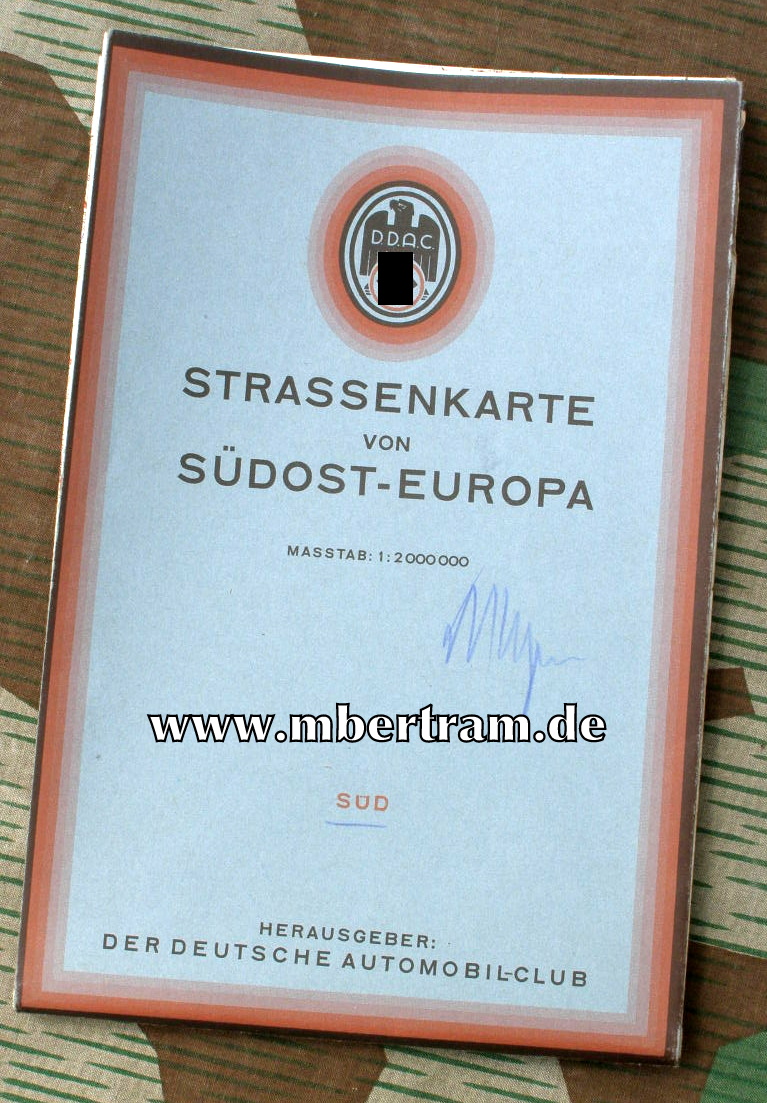 D.D.A.C.
STRASSENKARTE
VON
SÜDOST-EUROPA
MASSTAB: 1:2000000
www.mbertram.de
SÜD
HERAUSGEBER:
DER DEUTSCHE AUTOMOBIL-CLUB